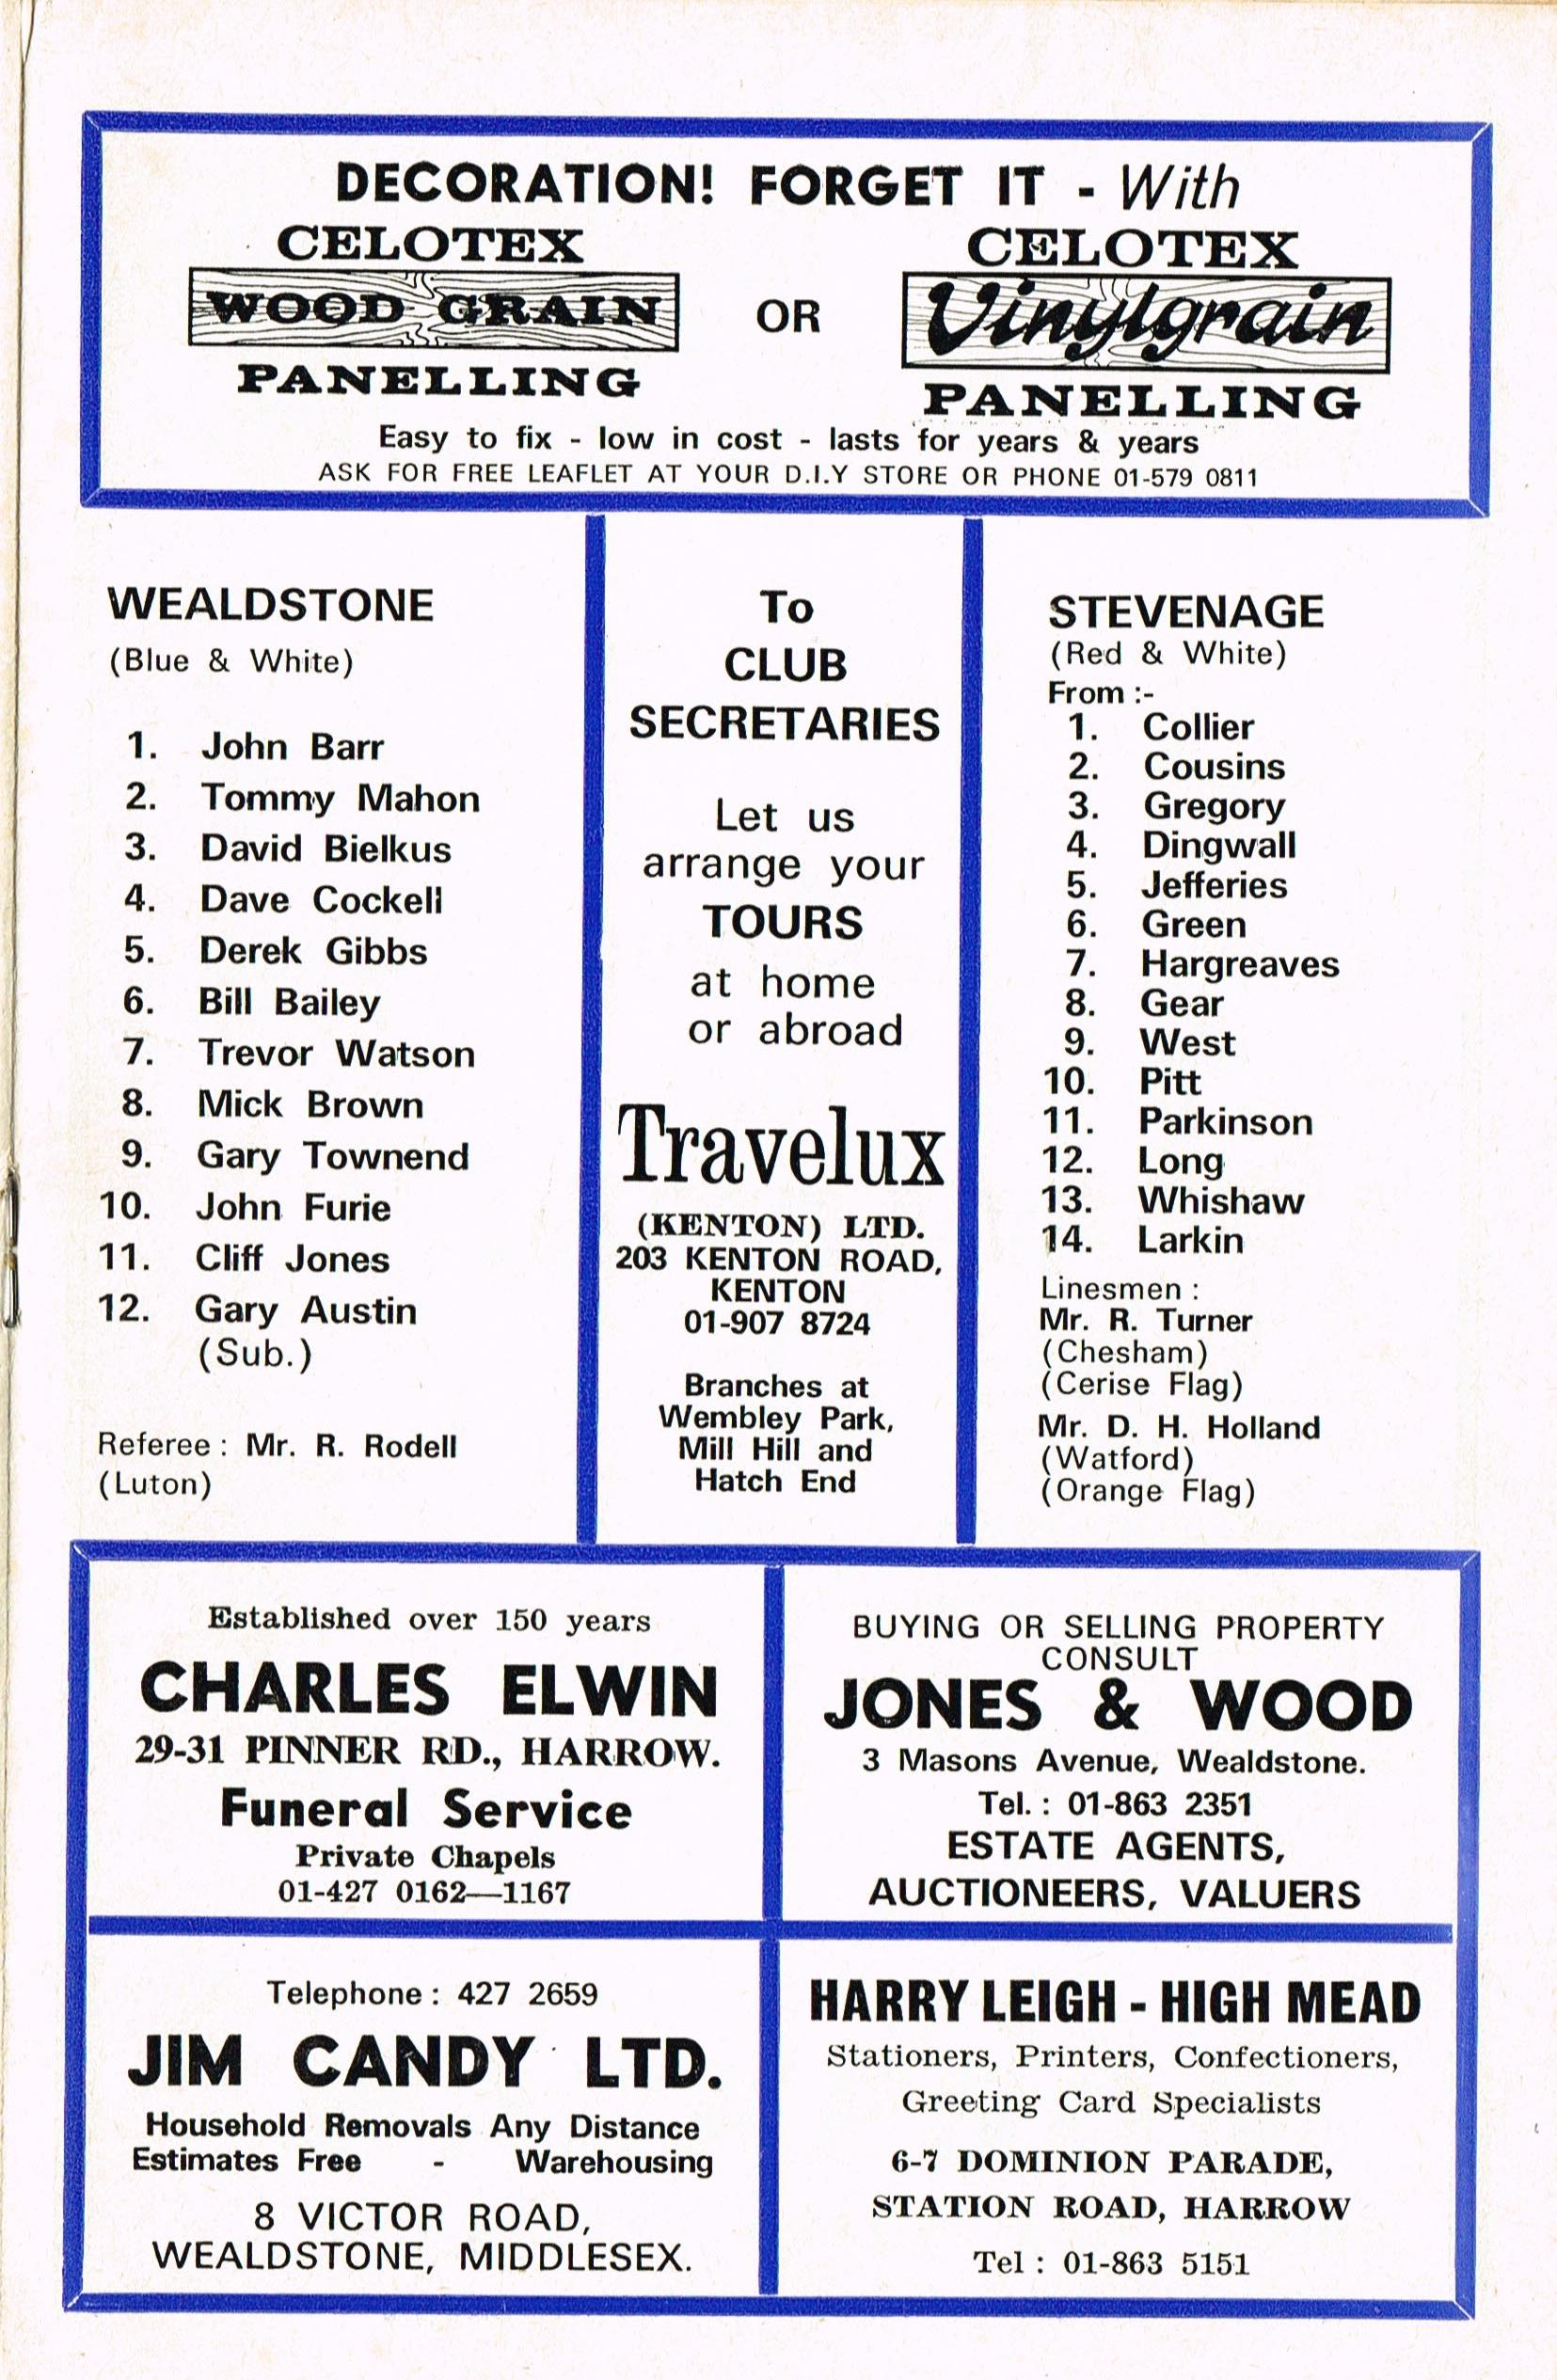 DECORATION! FORGET IT - With
CELOTEX
WOOD GRAIN
PANELLING
OR
CELOTEX
Vinylgrain
PANELLING
Easy to fix - low in cost - lasts for years & years
ASK FOR FREE LEAFLET AT YOUR D.I.Y STORE OR PHONE 01-579 0811
WEALDSTONE
(Blue & White)
1. John Barr
2. Tommy Mahon
3. David Bielkus
4. Dave Cockell
5. Derek Gibbs
6. Bill Bailey
7. Trevor Watson
8. Mick Brown
9. Gary Townend
10. John Furie
11. Cliff Jones
12. Gary Austin
(Sub.)
Referee : Mr. R. Rodell
(Luton)
To
CLUB
SECRETARIES
Let us
arrange your
TOURS
at home
or abroad
Travelux
(KENTON) LTD.
203 KENTON ROAD,
KENTON
01-907 8724
Branches at
Wembley Park,
Mill Hill and
Hatch End
STEVENAGE
(Red & White)
From :-
1. Collier
2. Cousins
3. Gregory
4. Dingwall
5. Jefferies
6. Green
7. Hargreaves
8. Gear
9. West
10. Pitt
11. Parkinson
12. Long
13. Whishaw
14. Larkin
Linesmen :
Mr. R. Turner
(Chesham)
(Cerise Flag)
Mr. D. H. Holland
(Watford)
(Orange Flag)
Established over 150 years
CHARLES ELWIN
29-31 PINNER RD., HARROW.
Funeral Service
Private Chapels
01-427 0162—1167
BUYING OR SELLING PROPERTY
CONSULT
JONES & WOOD
3 Masons Avenue, Wealdstone.
Tel. : 01-863 2351
ESTATE AGENTS,
AUCTIONEERS, VALUERS
Telephone : 427 2659
JIM CANDY LTD.
Household Removals Any Distance
Estimates Free - Warehousing
8 VICTOR ROAD,
WEALDSTONE, MIDDLESEX.
HARRY LEIGH - HIGH MEAD
Stationers, Printers, Confectioners,
Greeting Card Specialists
6-7 DOMINION PARADE,
STATION ROAD, HARROW
Tel : 01-863 5151